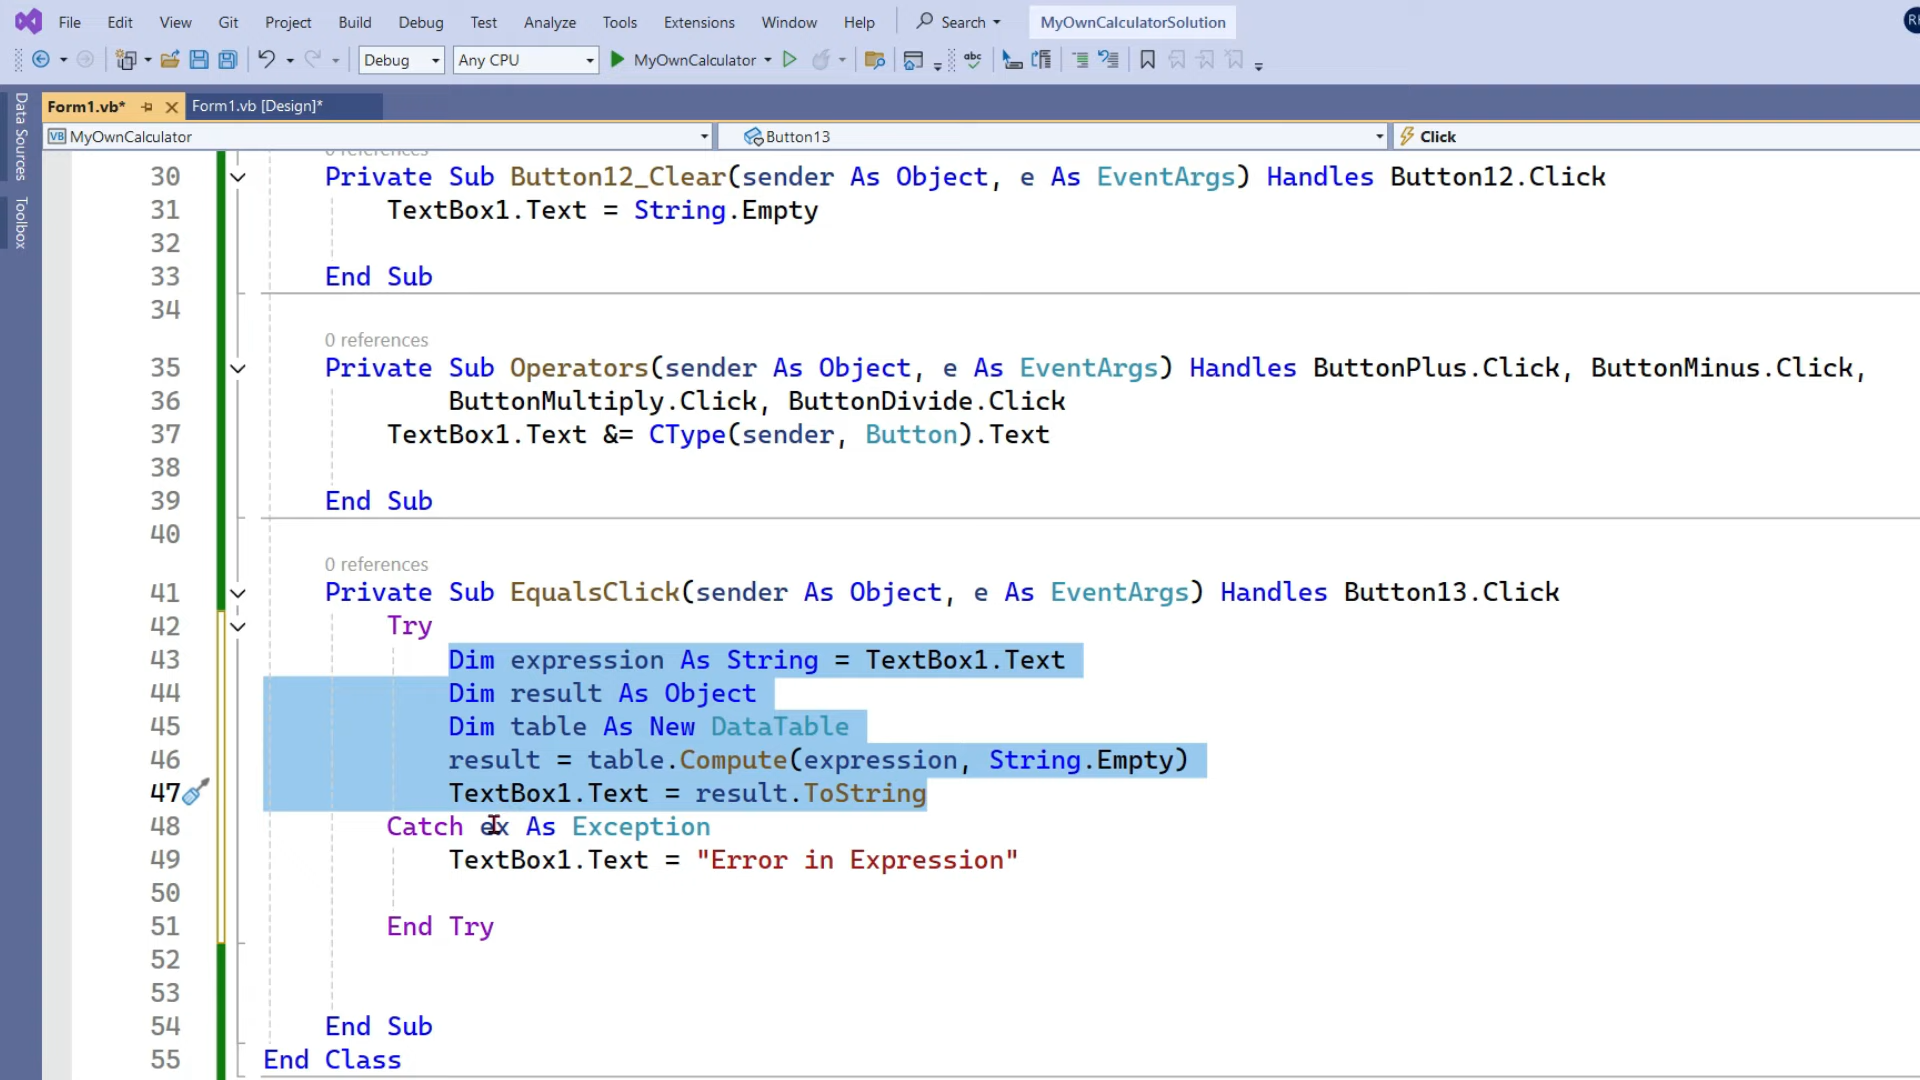 File Edit View Git Project Build Debug Test Analyze Tools Extensions Window Help Search MyOwnCalculatorSolution
Debug Any CPU MyOwnCalculator
Form1.vb* Form1.vb [Design]*
VB MyOwnCalculator Button13 Click
Data Sources
Toolbox
0 references
30 Private Sub Button12_Clear(sender As Object, e As EventArgs) Handles Button12.Click
31 TextBox1.Text = String.Empty
32
33 End Sub
34
0 references
35 Private Sub Operators(sender As Object, e As EventArgs) Handles ButtonPlus.Click, ButtonMinus.Click,
36 ButtonMultiply.Click, ButtonDivide.Click
37 TextBox1.Text &= CType(sender, Button).Text
38
39 End Sub
40
0 references
41 Private Sub EqualsClick(sender As Object, e As EventArgs) Handles Button13.Click
42 Try
43 Dim expression As String = TextBox1.Text
44 Dim result As Object
45 Dim table As New DataTable
46 result = table.Compute(expression, String.Empty)
47 TextBox1.Text = result.ToString
48 Catch ex As Exception
49 TextBox1.Text = "Error in Expression"
50
51 End Try
52
53
54 End Sub
55 End Class